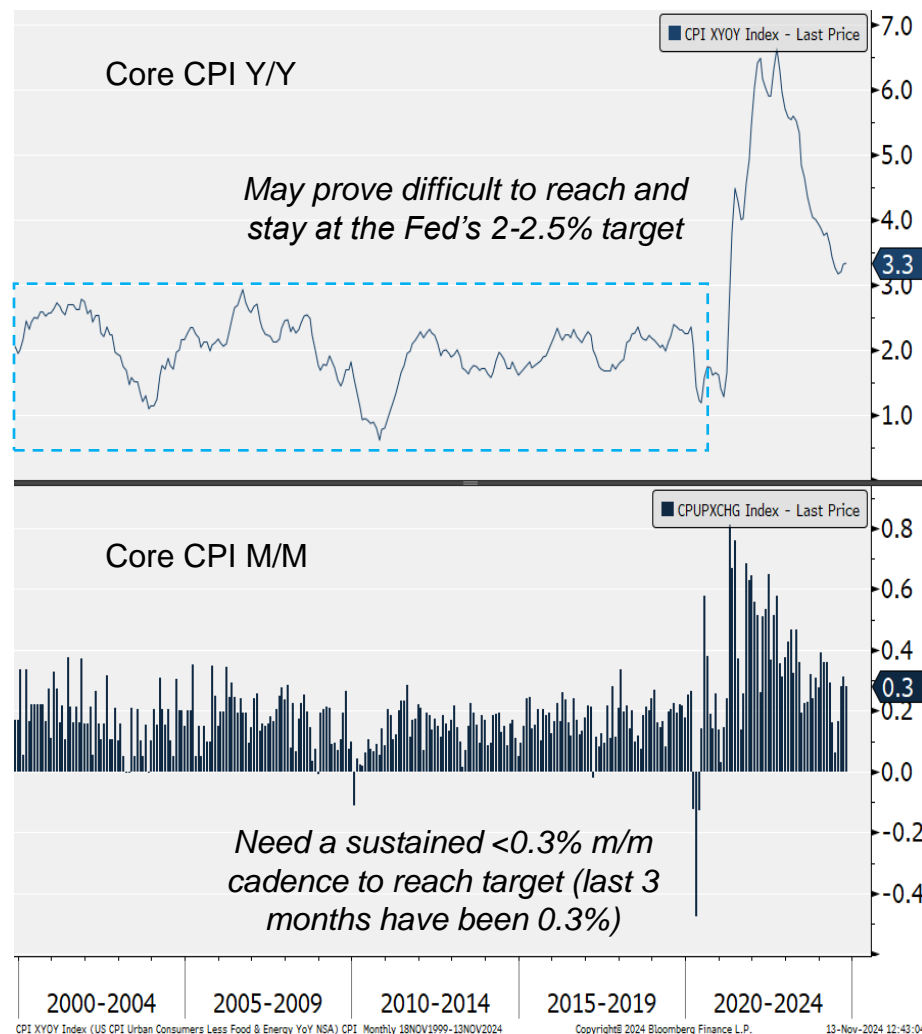 CPI XYOY Index - Last Price
Core CPI Y/Y
May prove difficult to reach and
stay at the Fed's 2-2.5% target
7.0
6.0
5.0
4.0
3.3
3.0
2.0
1.0
CPUPXCHG Index - Last Price
Core CPI M/M
Need a sustained <0.3% m/m
cadence to reach target (last 3
months have been 0.3%)
0.8
0.6
0.4
0.3
0.2
0.0
-0.2
-0.4
2000-2004 2005-2009 2010-2014 2015-2019 2020-2024
CPI XYOY Index (US CPI Urban Consumers Less Food & Energy YoY NSA) CPI Monthly 18NOV1999-13NOV2024 Copyright© 2024 Bloomberg Finance L.P. 13-Nov-2024 12:43:04